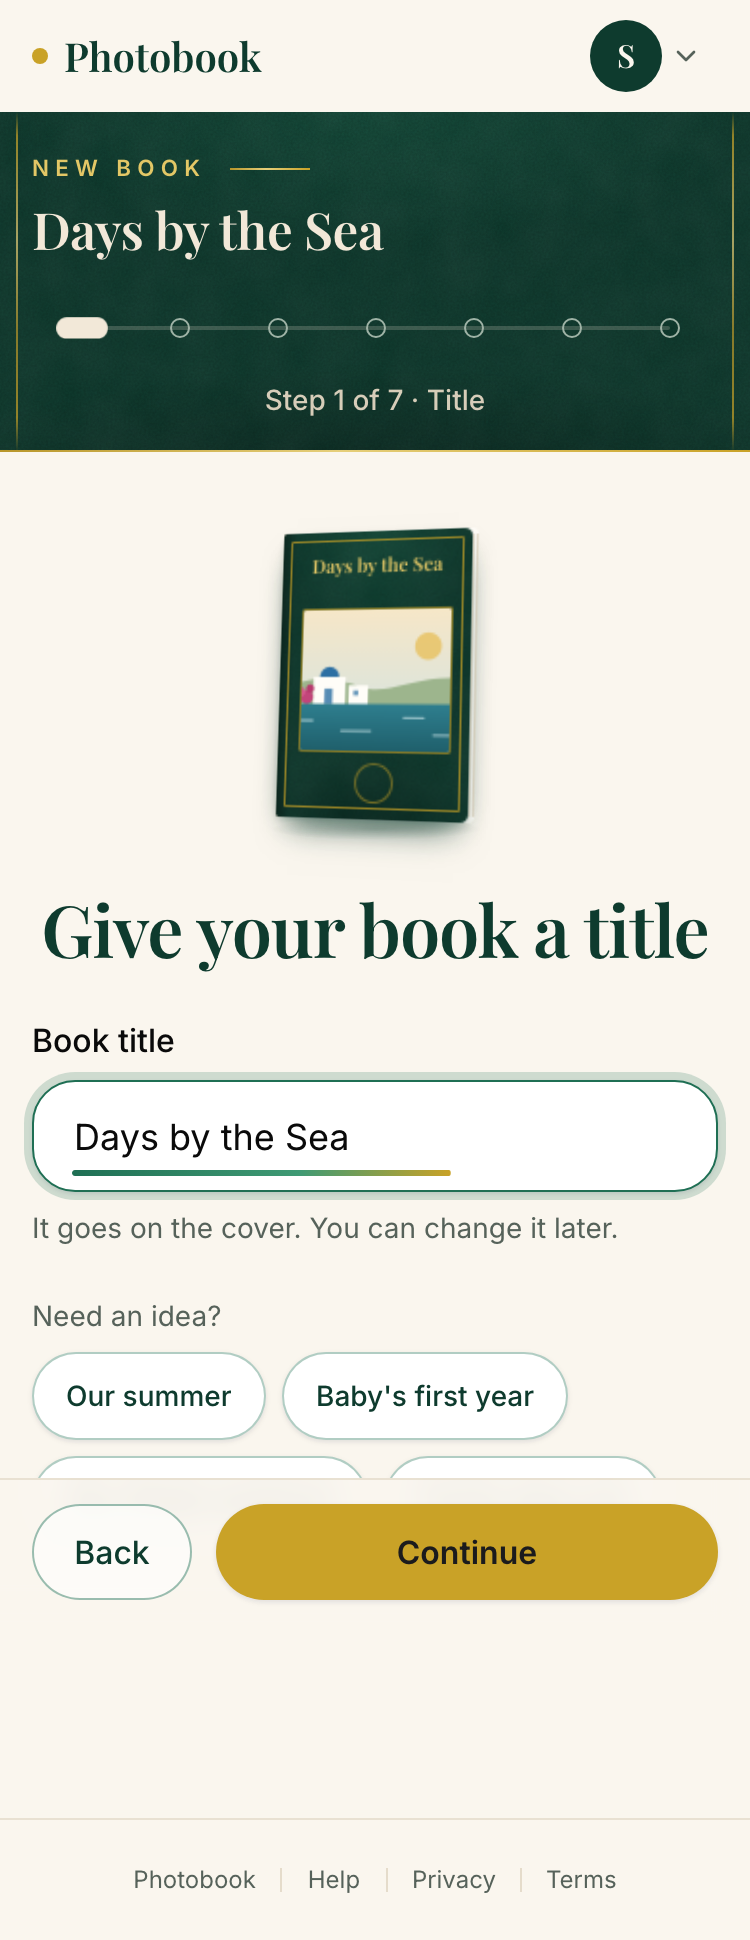 Photobook
S
NEW BOOK
Days by the Sea
Step 1 of 7 · Title
Days by the Sea
Give your book a title
Book title
Days by the Sea
It goes on the cover. You can change it later.
Need an idea?
Our summer
Baby's first year
Back
Continue
Photobook
Help
Privacy
Terms